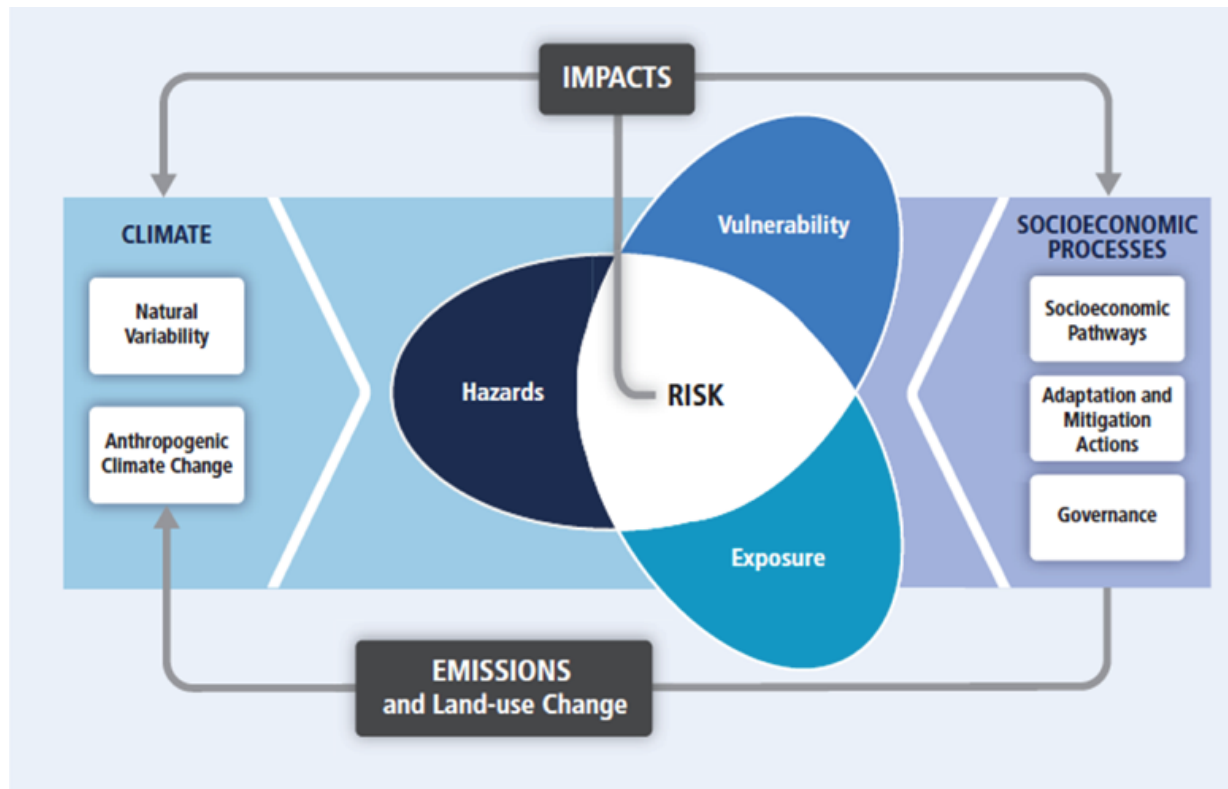 IMPACTS
CLIMATE
Natural
Variability
Anthropogenic
Climate Change
Vulnerability
Hazards
RISK
Exposure
SOCIOECONOMIC
PROCESSES
Socioeconomic
Pathways
Adaptation and
Mitigation
Actions
Governance
EMISSIONS
and Land-use Change